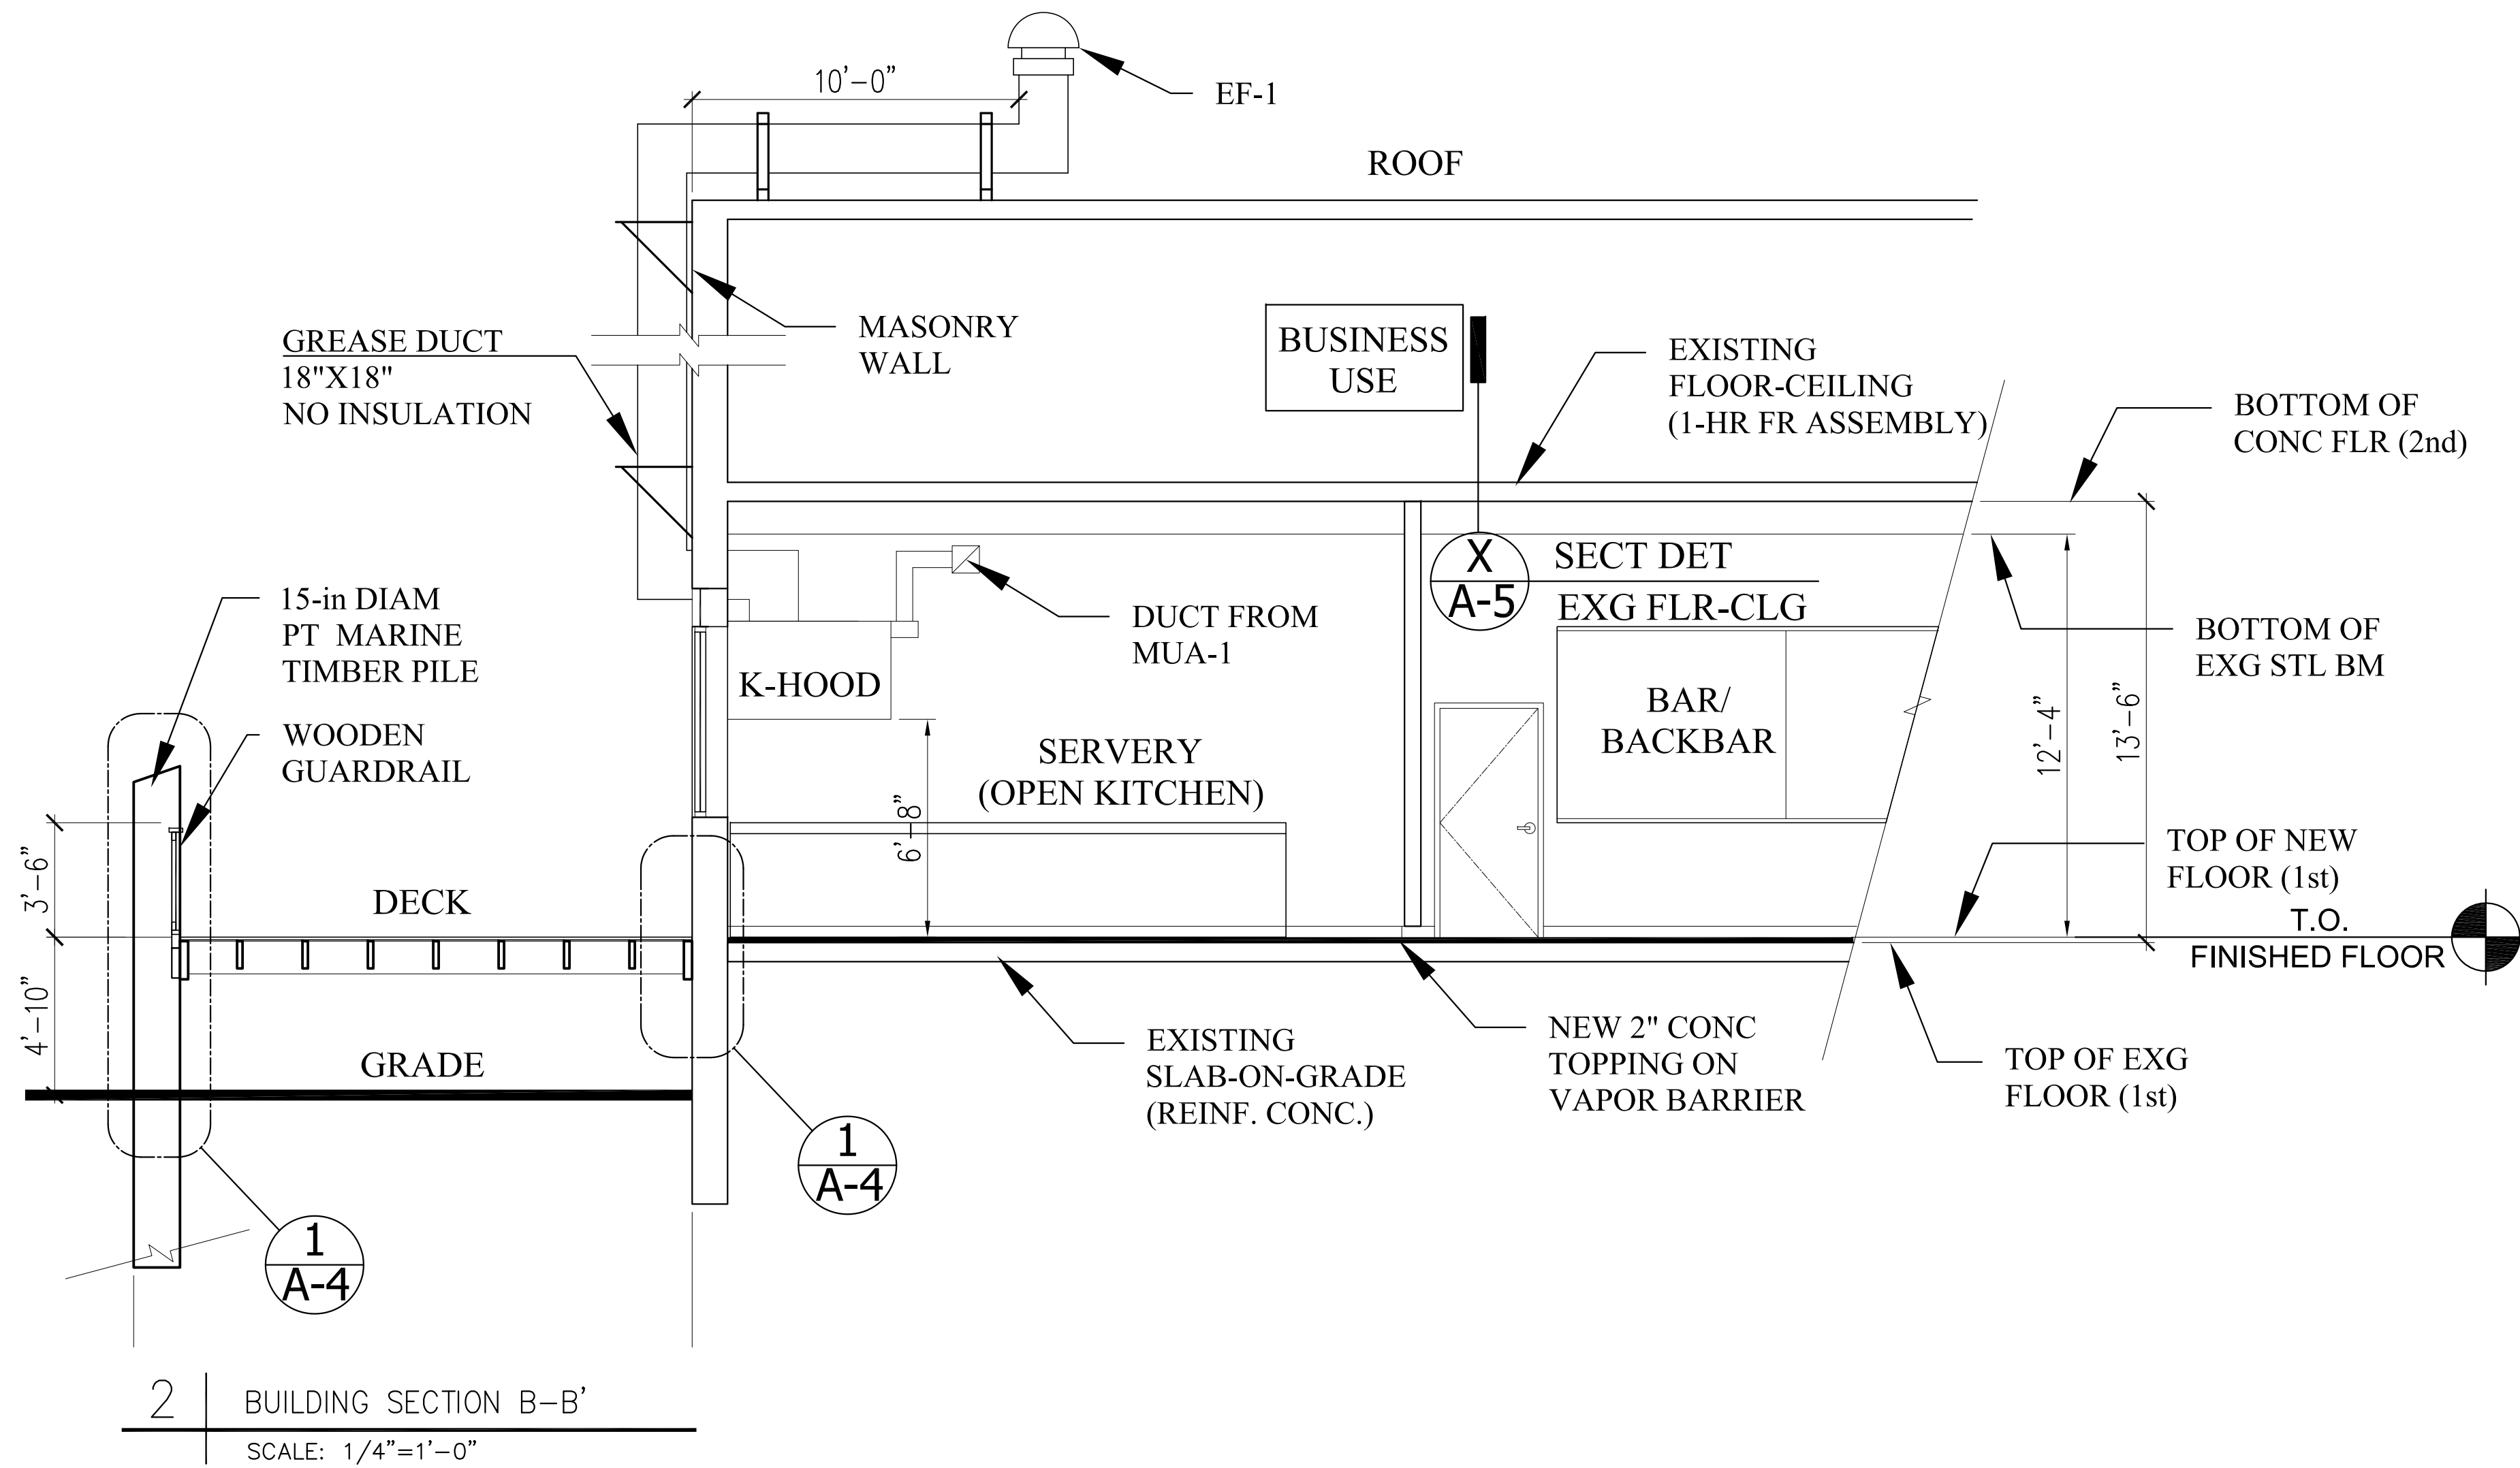 10'-0"
EF-1
ROOF
GREASE DUCT
18"X18"
NO INSULATION
MASONRY
WALL
BUSINESS
USE
EXISTING
FLOOR-CEILING
(1-HR FR ASSEMBLY)
BOTTOM OF
CONC FLR (2nd)
15-in DIAM
PT MARINE
TIMBER PILE
WOODEN
GUARDRAIL
DUCT FROM
MUA-1
X
A-5
SECT DET
EXG FLR-CLG
BOTTOM OF
EXG STL BM
K-HOOD
SERVERY
(OPEN KITCHEN)
6'-8"
BAR/
BACKBAR
12'-4"
13'-6"
3'-6"
4'-10"
DECK
GRADE
TOP OF NEW
FLOOR (1st)
T.O.
FINISHED FLOOR
EXISTING
SLAB-ON-GRADE
(REINF. CONC.)
NEW 2" CONC
TOPPING ON
VAPOR BARRIER
TOP OF EXG
FLOOR (1st)
1
A-4
1
A-4
2
BUILDING SECTION B-B'
SCALE: 1/4"=1'-0"